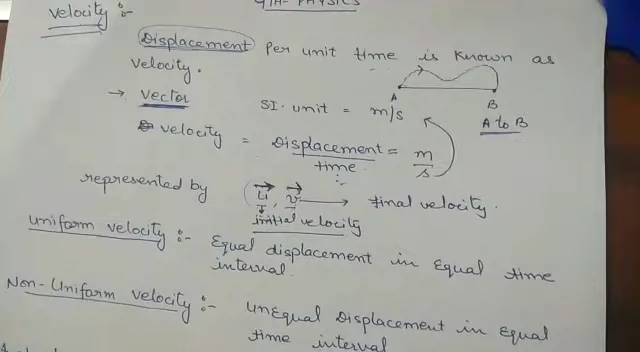 9TH- PHYSICS
Velocity :-
Displacement per unit time is known as
velocity.
→ vector
SI. unit = m/s
A
B
A to B
velocity = Displacement / time = m / s
represented by ( u, v → final velocity.
initial velocity
uniform velocity :- Equal displacement in Equal time
interval.
Non-Uniform velocity :- unEqual Displacement in Equal
time interval